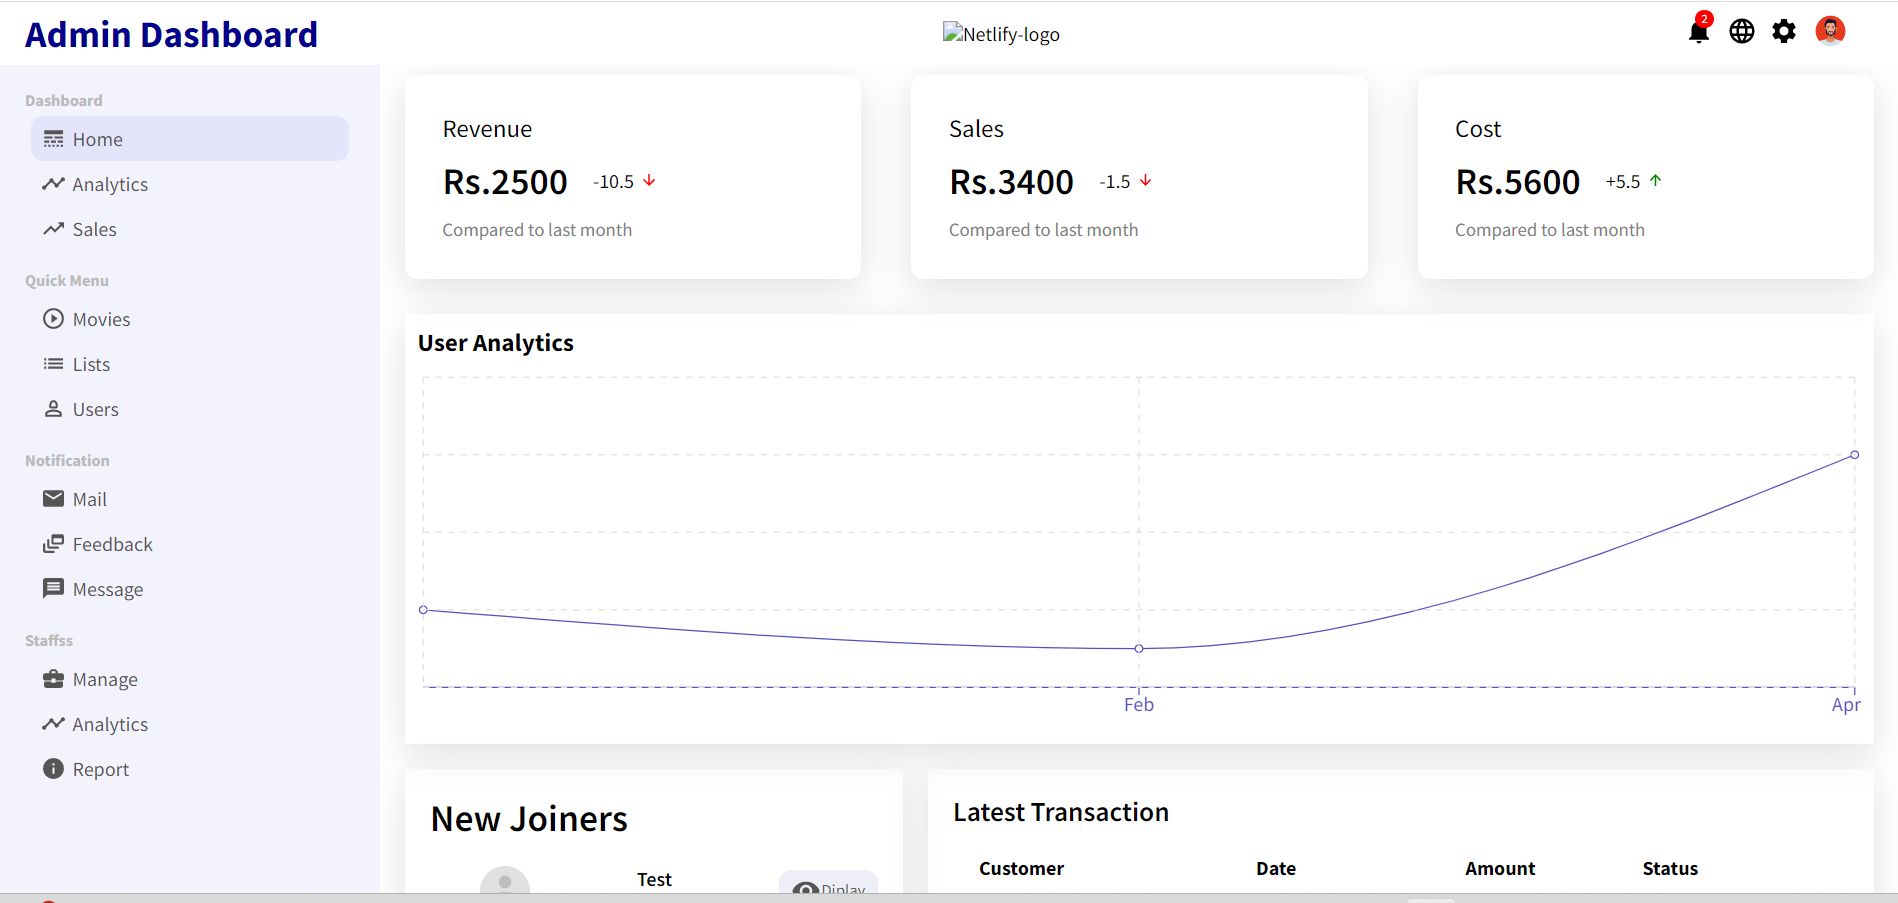 Admin Dashboard
Netlify-logo
2
Dashboard
Home
Analytics
Sales
Quick Menu
Movies
Lists
Users
Notification
Mail
Feedback
Message
Staffss
Manage
Analytics
Report
Revenue
Rs.2500 -10.5
Compared to last month
Sales
Rs.3400 -1.5
Compared to last month
Cost
Rs.5600 +5.5
Compared to last month
User Analytics
Feb Apr
New Joiners
Test
Diplay
Latest Transaction
Customer Date Amount Status